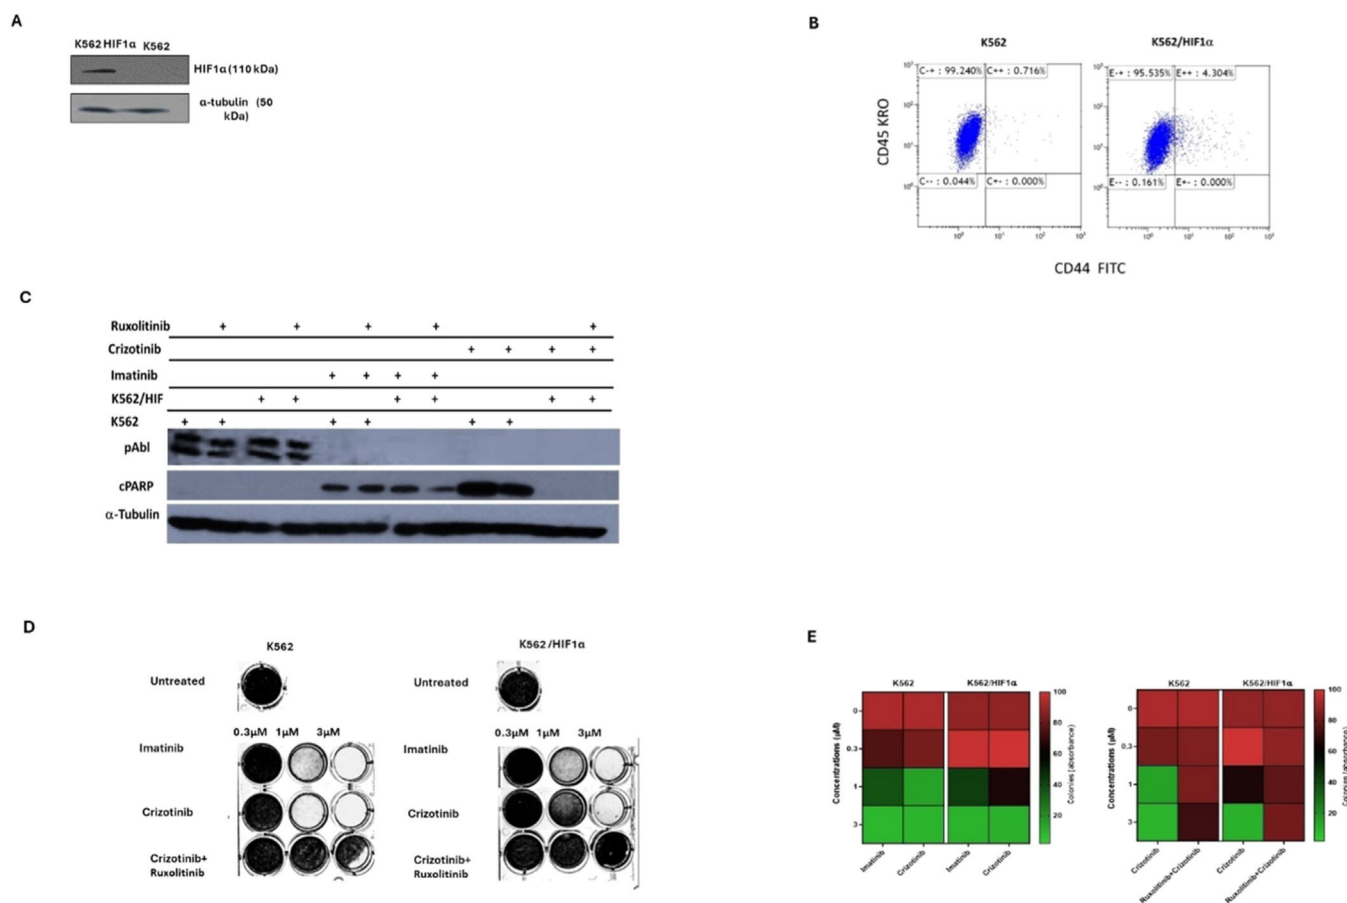 A
K562 HIF1α K562
HIF1α (110 kDa)
α-tubulin (50
kDa)
B
K562
K562/HIF1α
C-+ : 99.240%
C++ : 0.716%
E-+ : 95.535%
E++ : 4.304%
CD45 KRO
C-- : 0.044%
C+- : 0.000%
E-- : 0.161%
E+- : 0.000%
CD44 FITC
C
Ruxolitinib + + + + +
Crizotinib + + + +
Imatinib + + + +
K562/HIF + + + + + +
K562 + + + + + +
pAbl
cPARP
α-Tubulin
D
K562
K562/HIF1α
Untreated
Untreated
0.3µM 1µM 3µM
0.3µM 1µM 3µM
Imatinib
Imatinib
Crizotinib
Crizotinib
Crizotinib+
Ruxolitinib
Crizotinib+
Ruxolitinib
E
K562
K562/HIF1α
K562
K562/HIF1α
Concentrations (µM)
0
0.3
1
3
100
80
60
40
20
Colonies (absorbance)
Imatinib
Crizotinib
Imatinib
Crizotinib
Concentrations (µM)
0
0.3
1
3
100
80
60
40
20
Colonies (absorbance)
Crizotinib
Ruxolitinib+Crizotinib
Crizotinib
Ruxolitinib+Crizotinib